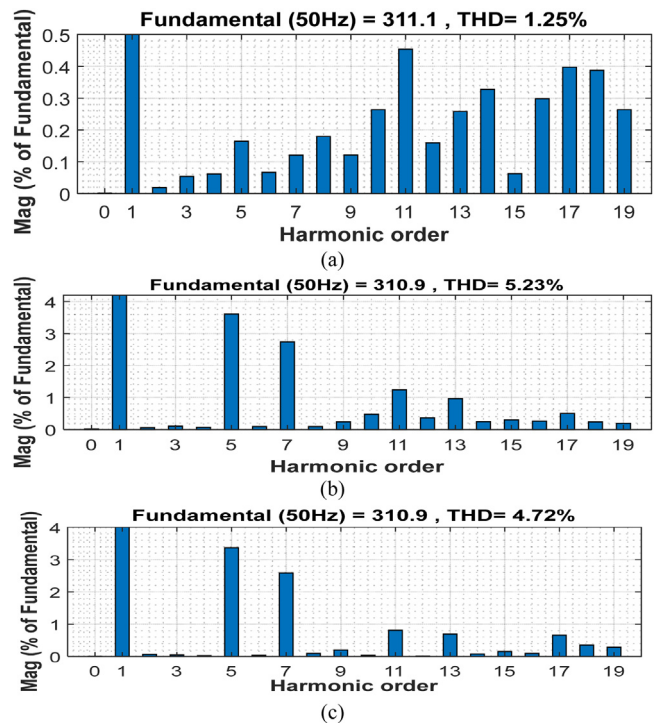 Fundamental (50Hz) = 311.1 , THD= 1.25%
Mag (% of Fundamental)
0.5
0.4
0.3
0.2
0.1
0
0 1 3 5 7 9 11 13 15 17 19
Harmonic order
(a)
Fundamental (50Hz) = 310.9 , THD= 5.23%
Mag (% of Fundamental)
4
3
2
1
0
0 1 3 5 7 9 11 13 15 17 19
Harmonic order
(b)
Fundamental (50Hz) = 310.9 , THD= 4.72%
Mag (% of Fundamental)
4
3
2
1
0
0 1 3 5 7 9 11 13 15 17 19
Harmonic order
(c)